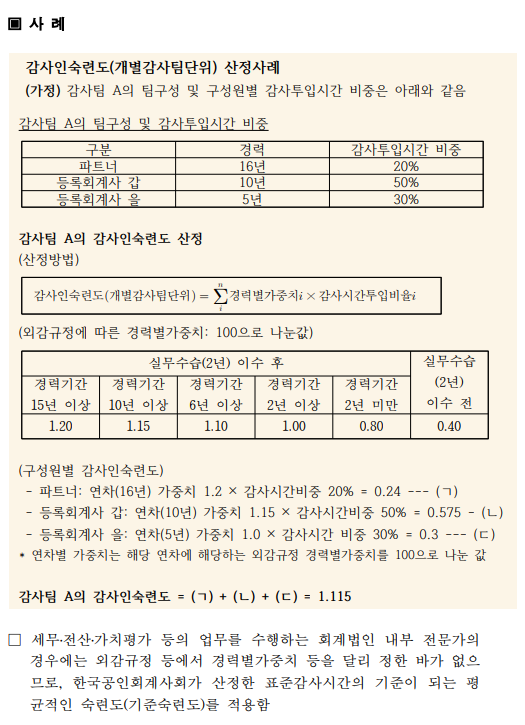 ▣ 사 례
감사인숙련도(개별감사팀단위) 산정사례
(가정) 감사팀 A의 팀구성 및 구성원별 감사투입시간 비중은 아래와 같음
감사팀 A의 팀구성 및 감사투입시간 비중
구분 경력 감사투입시간 비중
파트너 16년 20%
등록회계사 갑 10년 50%
등록회계사 을 5년 30%
감사팀 A의 감사인숙련도 산정
(산정방법)
감사인숙련도(개별감사팀단위) = n∑i 경력별가중치i × 감사시간투입비율i
(외감규정에 따른 경력별가중치: 100으로 나눈값)
실무수습(2년) 이수 후 실무수습
(2년)
이수 전
경력기간 경력기간 경력기간 경력기간 경력기간
15년 이상 10년 이상 6년 이상 2년 이상 2년 미만
1.20 1.15 1.10 1.00 0.80 0.40
(구성원별 감사인숙련도)
- 파트너: 연차(16년) 가중치 1.2 × 감사시간비중 20% = 0.24 --- (ㄱ)
- 등록회계사 갑: 연차(10년) 가중치 1.15 × 감사시간비중 50% = 0.575 - (ㄴ)
- 등록회계사 을: 연차(5년) 가중치 1.0 × 감사시간 비중 30% = 0.3 --- (ㄷ)
* 연차별 가중치는 해당 연차에 해당하는 외감규정 경력별가중치를 100으로 나눈 값
감사팀 A의 감사인숙련도 = (ㄱ) + (ㄴ) + (ㄷ) = 1.115
□ 세무·전산·가치평가 등의 업무를 수행하는 회계법인 내부 전문가의
경우에는 외감규정 등에서 경력별가중치 등을 달리 정한 바가 없으
므로, 한국공인회계사회가 산정한 표준감사시간의 기준이 되는 평
균적인 숙련도(기준숙련도)를 적용함